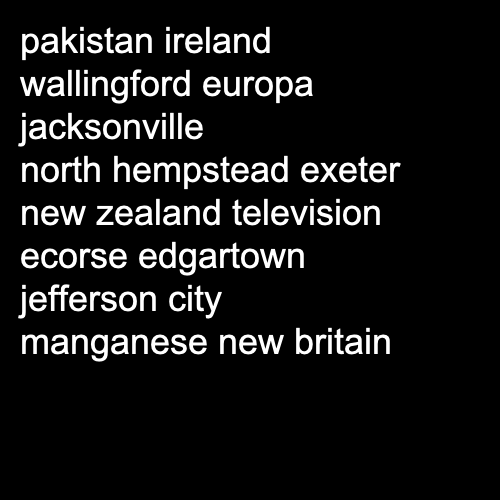 pakistan ireland
wallingford europa
jacksonville
north hempstead exeter
new zealand television
ecorse edgartown
jefferson city
manganese new britain